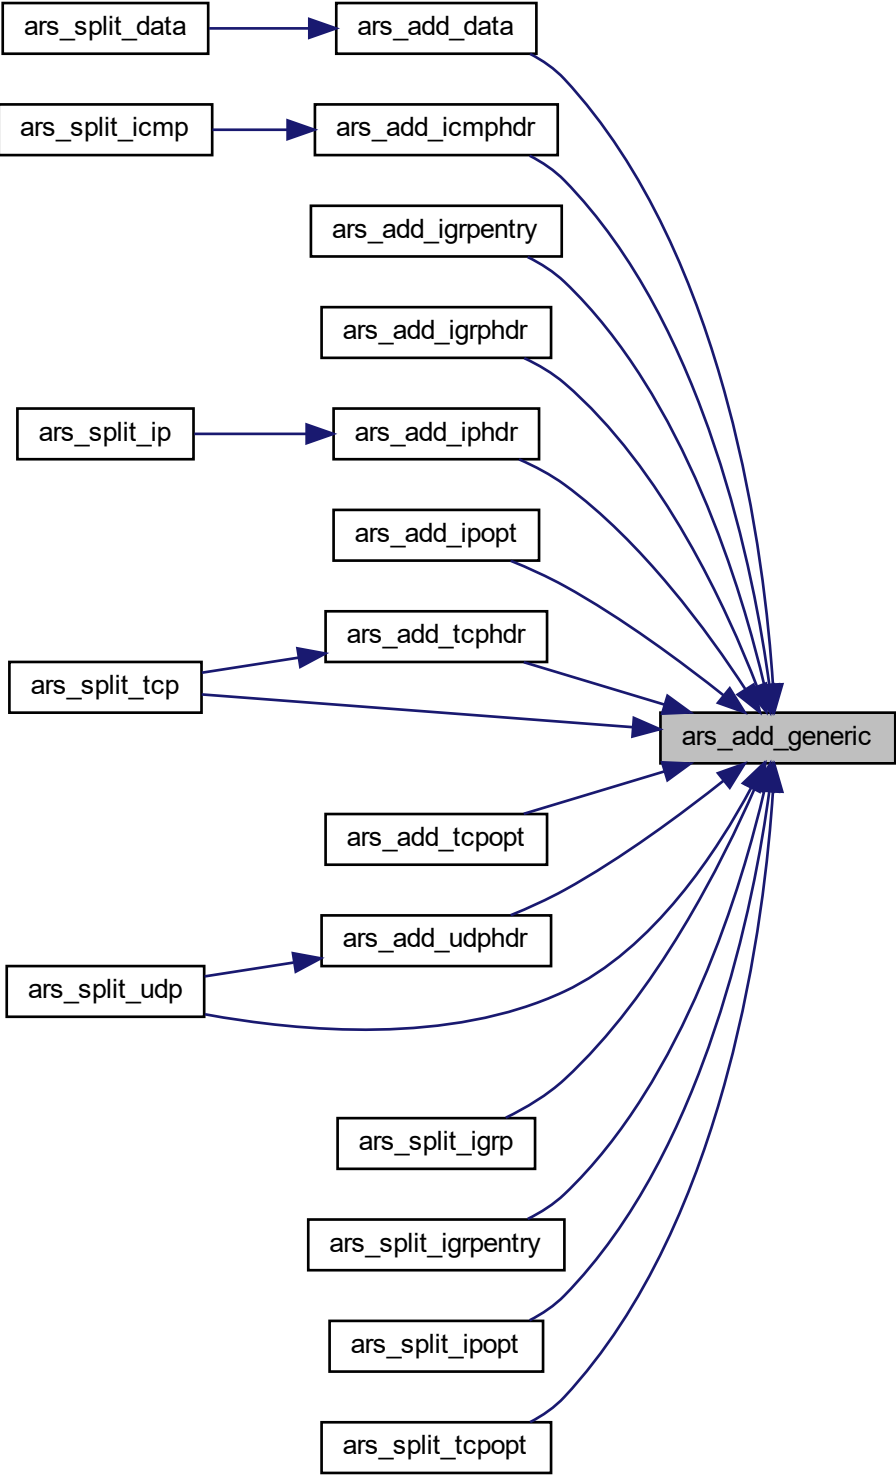 ars_split_data
ars_add_data
ars_split_icmp
ars_add_icmphdr
ars_add_igrpentry
ars_add_igrphdr
ars_split_ip
ars_add_iphdr
ars_add_ipopt
ars_add_tcphdr
ars_split_tcp
ars_add_generic
ars_add_tcpopt
ars_add_udphdr
ars_split_udp
ars_split_igrp
ars_split_igrpentry
ars_split_ipopt
ars_split_tcpopt